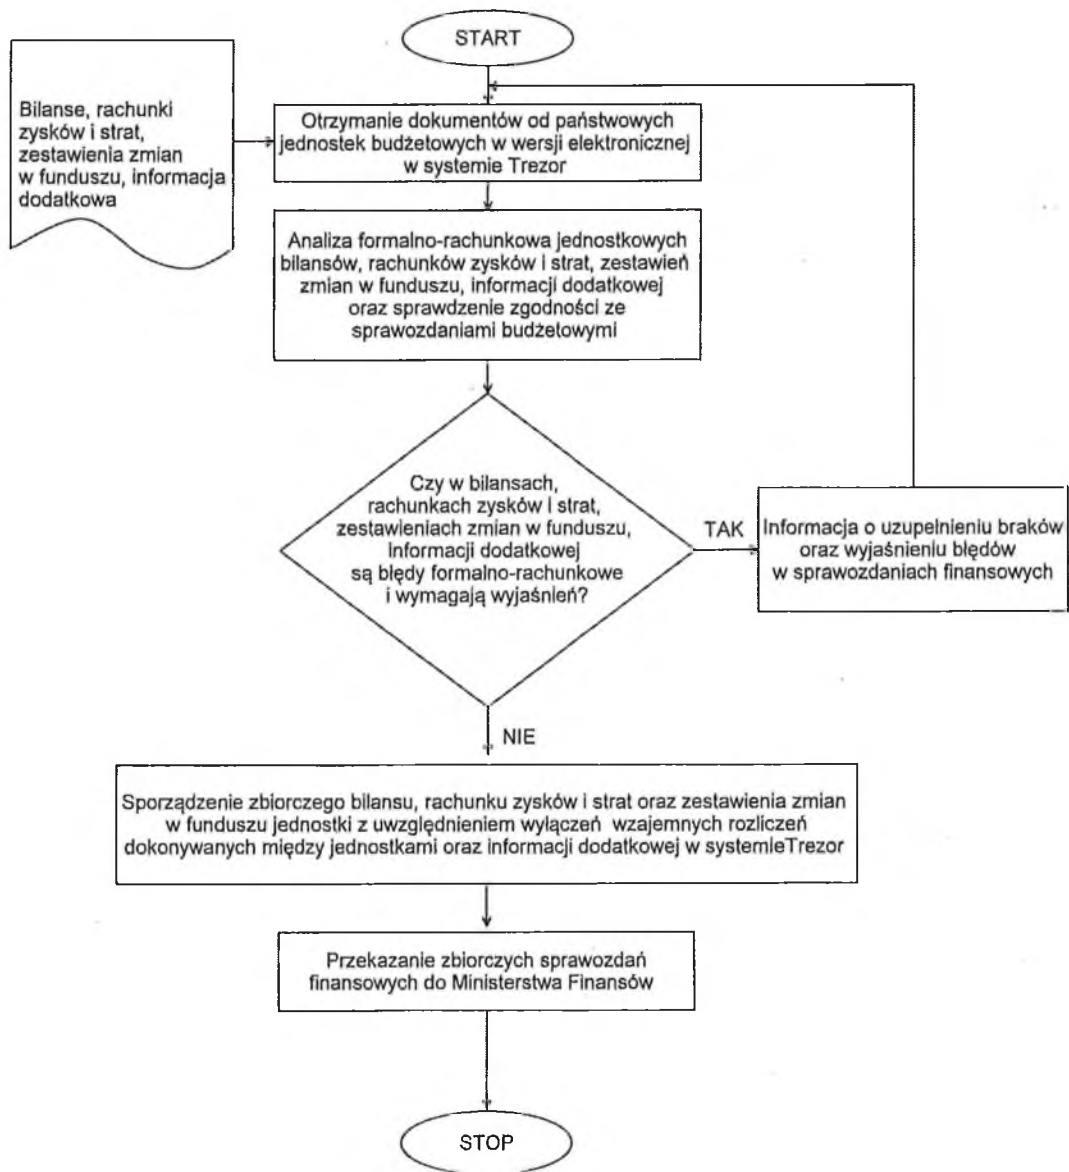 START
Bilanse, rachunki
zysków i strat,
zestawienia zmian
w funduszu, informacja
dodatkowa
Otrzymanie dokumentów od państwowych
jednostek budżetowych w wersji elektronicznej
w systemie Trezor
Analiza formalno-rachunkowa jednostkowych
bilansów, rachunków zysków i strat, zestawień
zmian w funduszu, informacji dodatkowej
oraz sprawdzenie zgodności ze
sprawozdaniami budżetowymi
Czy w bilansach,
rachunkach zysków i strat,
zestawieniach zmian w funduszu,
informacji dodatkowej
są błędy formalno-rachunkowe
i wymagają wyjaśnień?
TAK
Informacja o uzupełnieniu braków
oraz wyjaśnieniu błędów
w sprawozdaniach finansowych
NIE
Sporządzenie zbiorczego bilansu, rachunku zysków i strat oraz zestawienia zmian
w funduszu jednostki z uwzględnieniem wyłączeń wzajemnych rozliczeń
dokonywanych między jednostkami oraz informacji dodatkowej w systemieTrezor
Przekazanie zbiorczych sprawozdań
finansowych do Ministerstwa Finansów
STOP